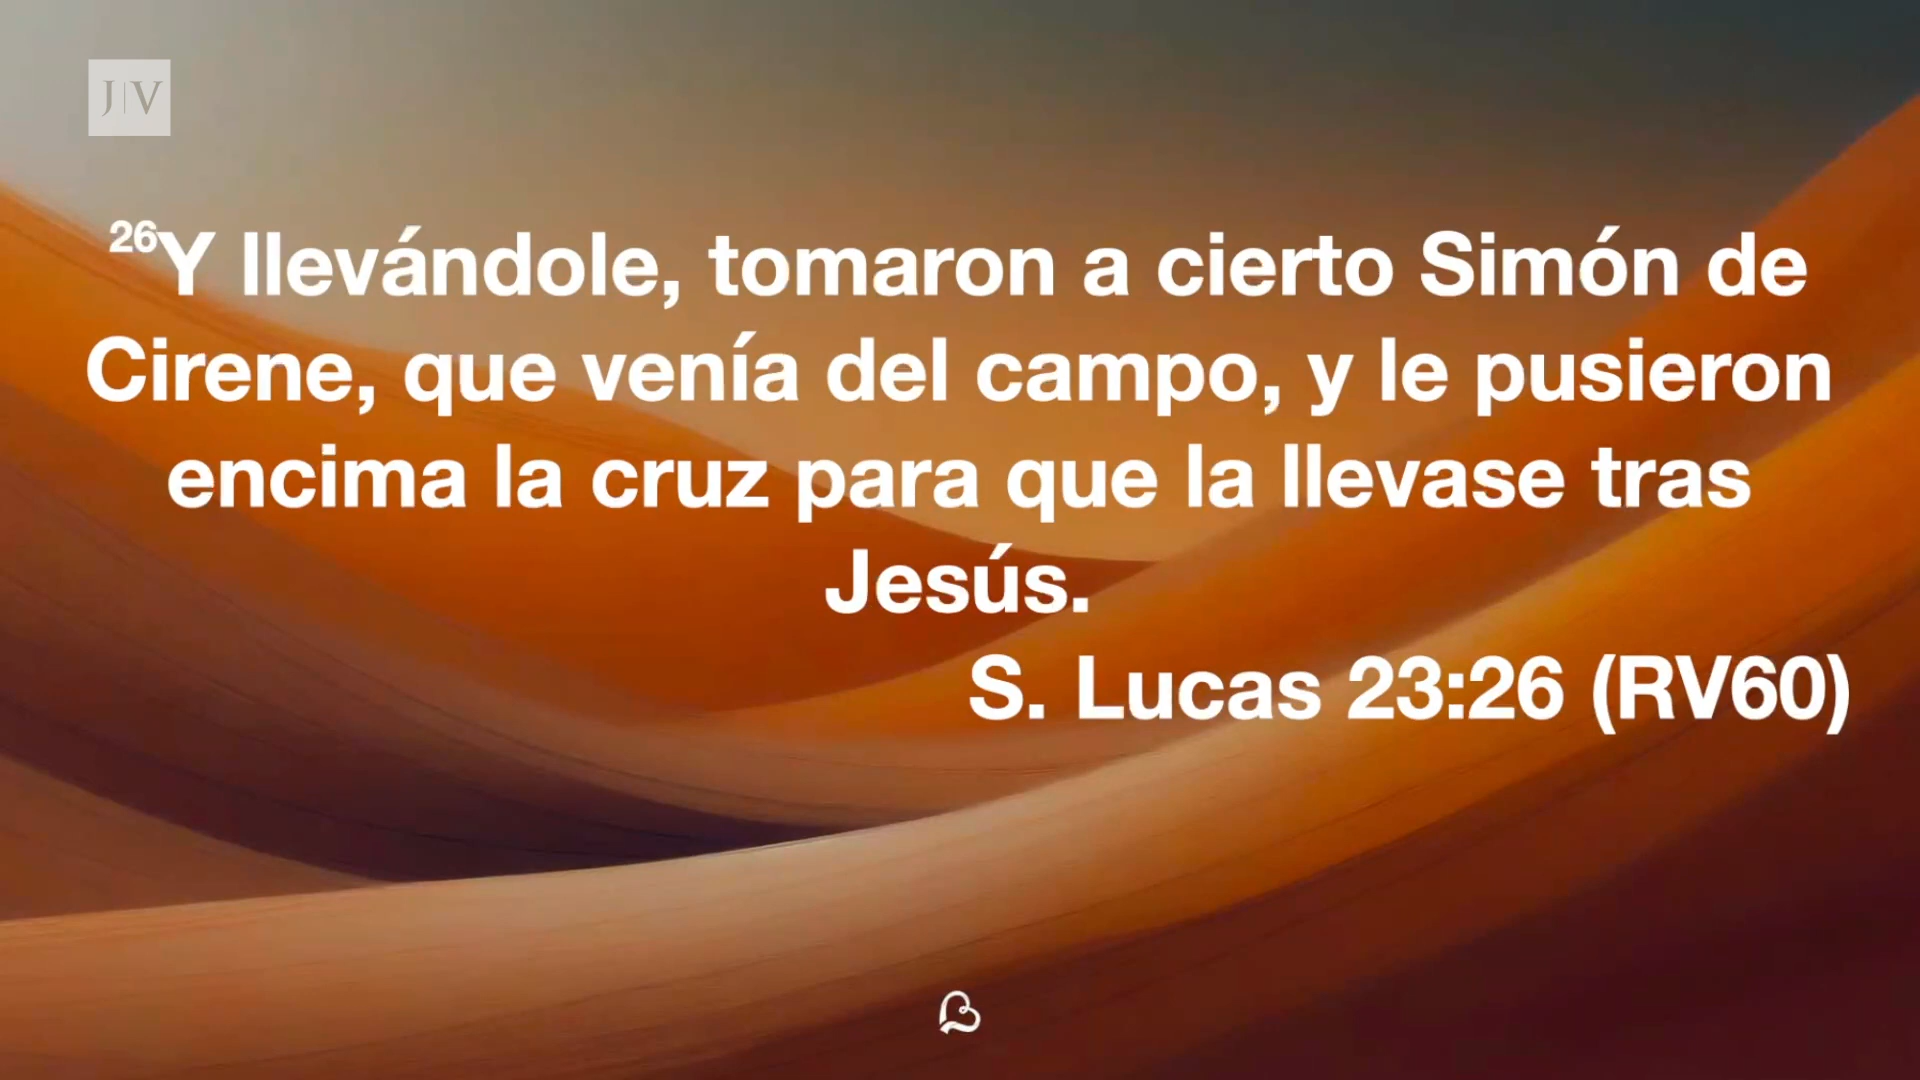 J|V
26Y llevándole, tomaron a cierto Simón de
Cirene, que venía del campo, y le pusieron
encima la cruz para que la llevase tras
Jesús.
S. Lucas 23:26 (RV60)